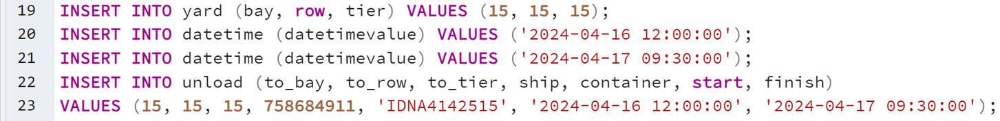 19 INSERT INTO yard (bay, row, tier) VALUES (15, 15, 15);
20 INSERT INTO datetime (datetimevalue) VALUES ('2024-04-16 12:00:00');
21 INSERT INTO datetime (datetimevalue) VALUES ('2024-04-17 09:30:00');
22 INSERT INTO unload (to_bay, to_row, to_tier, ship, container, start, finish)
23 VALUES (15, 15, 15, 758684911, 'IDNA4142515', '2024-04-16 12:00:00', '2024-04-17 09:30:00');